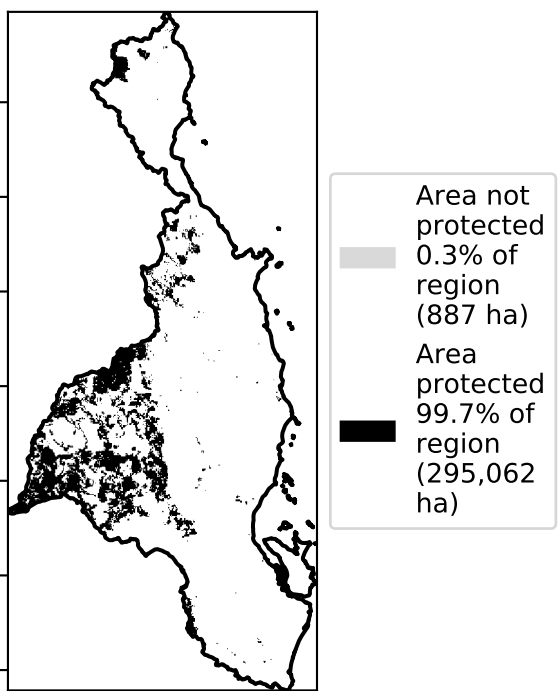 Area not
protected
0.3% of
region
(887 ha)
Area
protected
99.7% of
region
(295,062
ha)